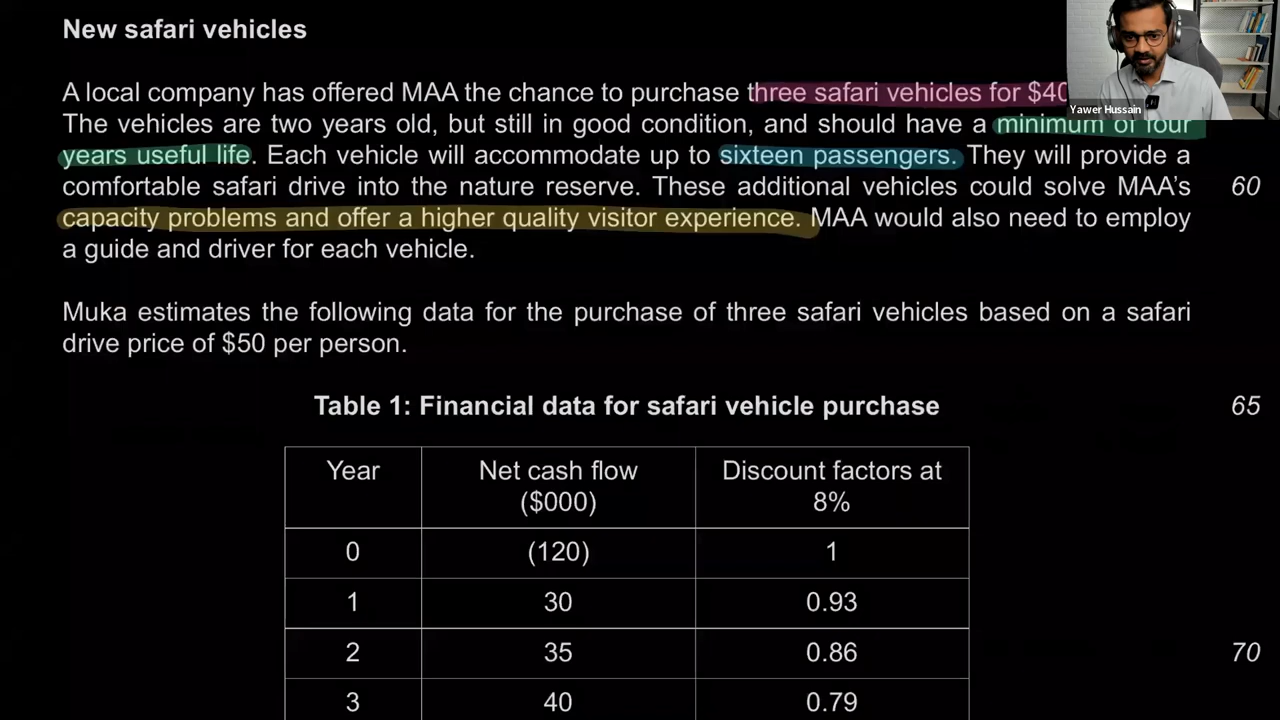 New safari vehicles
A local company has offered MAA the chance to purchase three safari vehicles for $40
Yawer Hussain
The vehicles are two years old, but still in good condition, and should have a minimum of four
years useful life. Each vehicle will accommodate up to sixteen passengers. They will provide a
comfortable safari drive into the nature reserve. These additional vehicles could solve MAA's 60
capacity problems and offer a higher quality visitor experience. MAA would also need to employ
a guide and driver for each vehicle.
Muka estimates the following data for the purchase of three safari vehicles based on a safari
drive price of $50 per person.
Table 1: Financial data for safari vehicle purchase 65
Year Net cash flow ($000) Discount factors at 8%
0 (120) 1
1 30 0.93
2 35 0.86 70
3 40 0.79